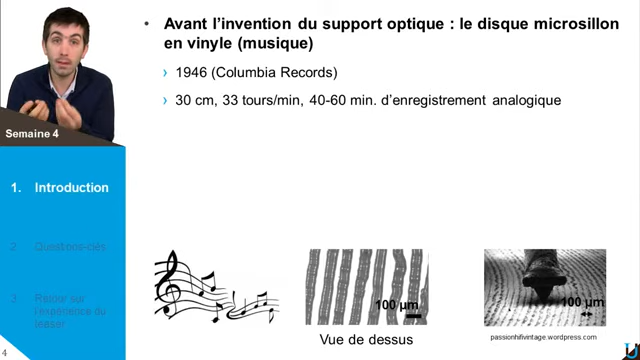 • Avant l’invention du support optique : le disque microsillon
en vinyle (musique)
› 1946 (Columbia Records)
› 30 cm, 33 tours/min, 40-60 min. d’enregistrement analogique
Semaine 4
1. Introduction
2. Questions-clés
3. Retour sur
l'expérience du
teaser
100 µm
100 µm
Vue de dessus
passionhifivintage.wordpress.com
4